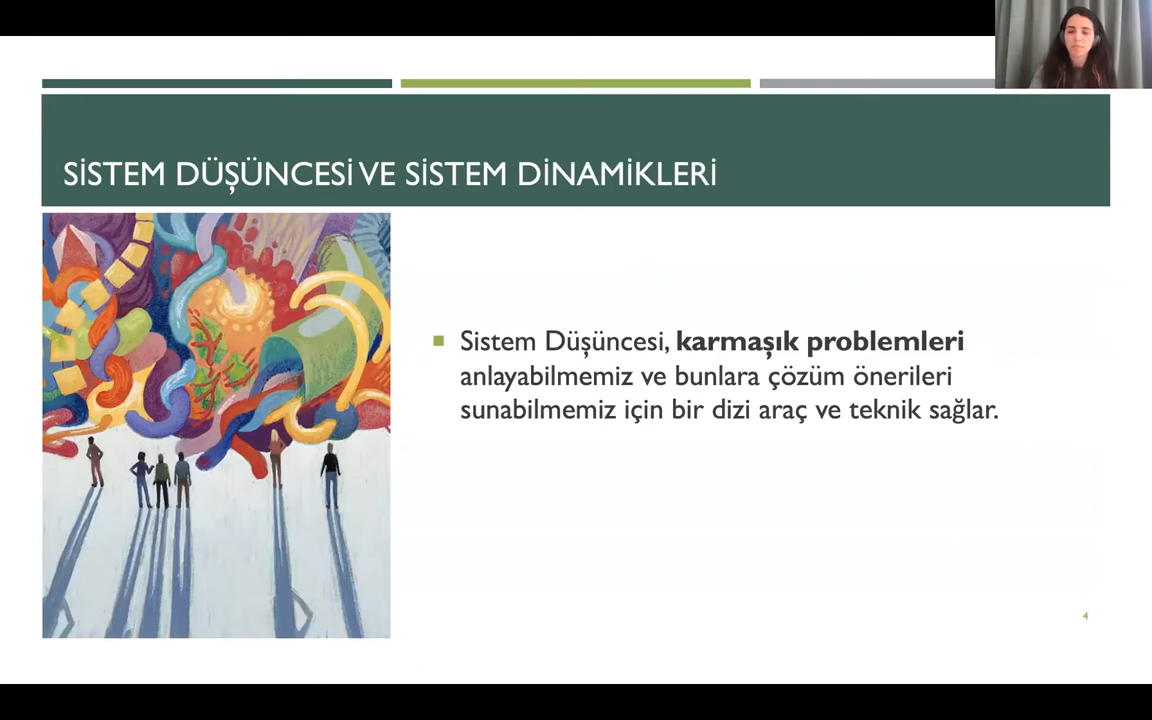 SİSTEM DÜŞÜNCESİ VE SİSTEM DİNAMİKLERİ
Sistem Düşüncesi, karmaşık problemleri
anlayabilmemiz ve bunlara çözüm önerileri
sunabilmemiz için bir dizi araç ve teknik sağlar.
4